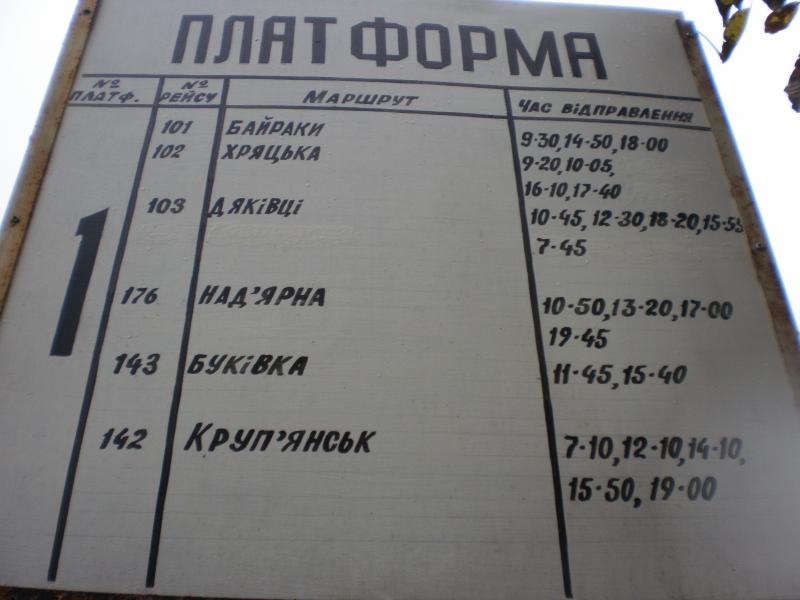 ПЛАТФОРМА
№ ПЛАТФ. № РЕЙСУ МАРШРУТ ЧАС ВІДПРАВЛЕННЯ
1
101 БАЙРАКИ 9-30,14-50,18-00
102 ХРЯЦЬКА 9-20,10-05,
16-10,17-40
103 ДЯКІВЦІ 10-45, 12-30,18-20,15-55
7-45
176 НАД'ЯРНА 10-50,13-20,17-00
19-45
143 БУКІВКА 11-45,15-40
142 КРУП'ЯНСЬК 7-10,12-10,14-10,
15-50, 19-00